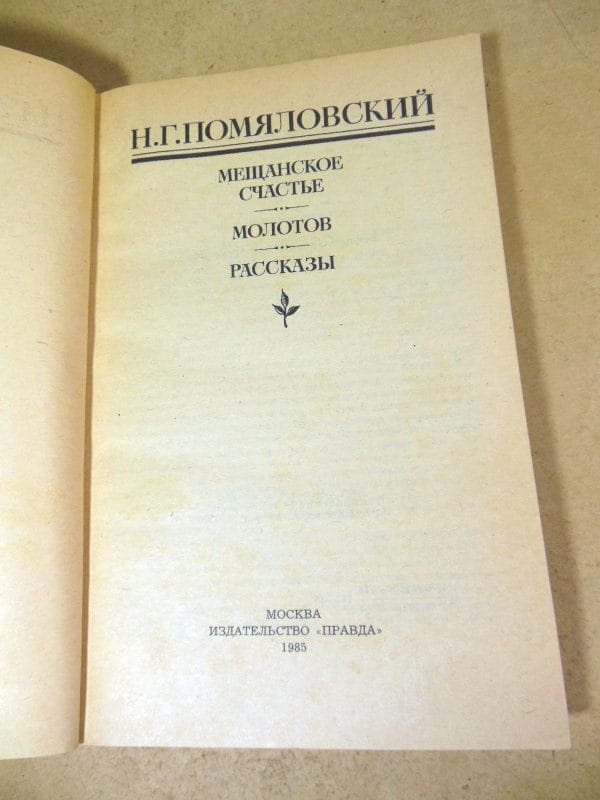 Н.Г.ПОМЯЛОВСКИЙ
МЕЩАНСКОЕ
СЧАСТЬЕ
МОЛОТОВ
РАССКАЗЫ
МОСКВА
ИЗДАТЕЛЬСТВО «ПРАВДА»
1985